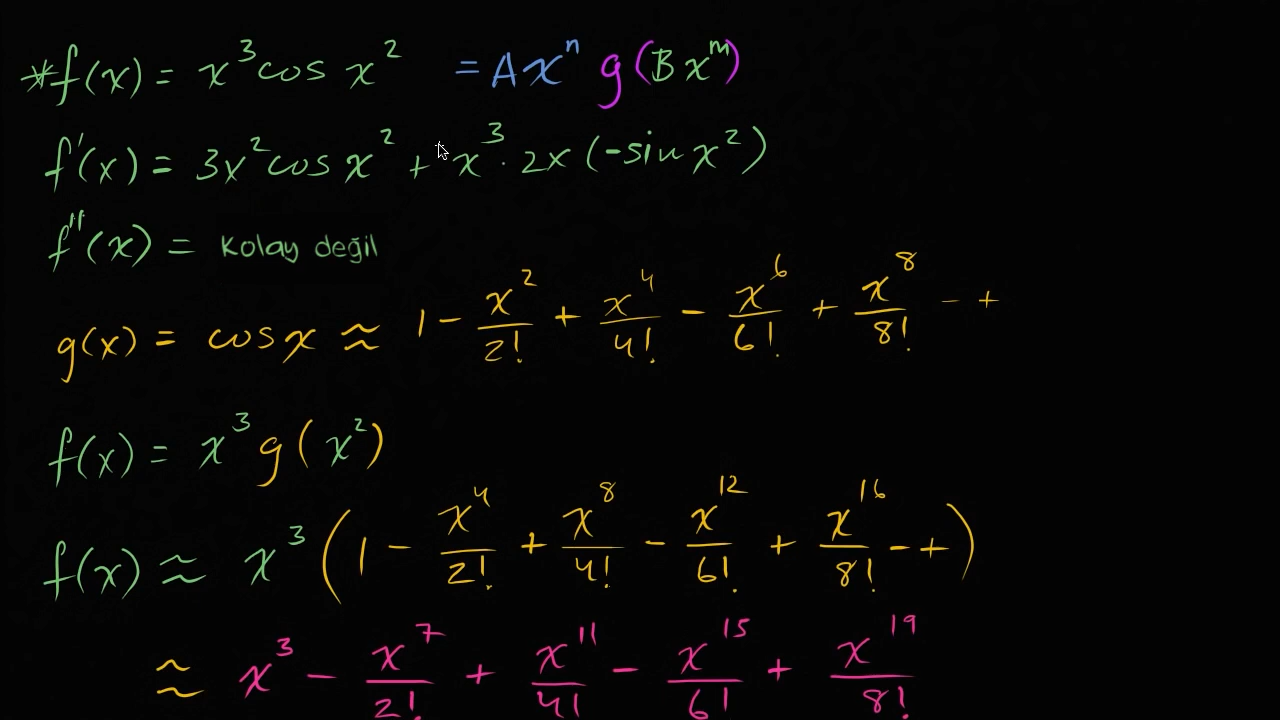 *f(x) = x³cos x² = Axⁿ g(Bxᵐ)
f'(x) = 3x²cos x² + x³·2x(-sin x²)
f''(x) = Kolay değil
g(x) = cosx ≈ 1 - x²/2! + x⁴/4! - x⁶/6! + x⁸/8! - +
f(x) = x³g(x²)
f(x) ≈ x³(1 - x⁴/2! + x⁸/4! - x¹²/6! + x¹⁶/8! - +)
≈ x³ - x⁷/2! + x¹¹/4! - x¹⁵/6! + x¹⁹/8!